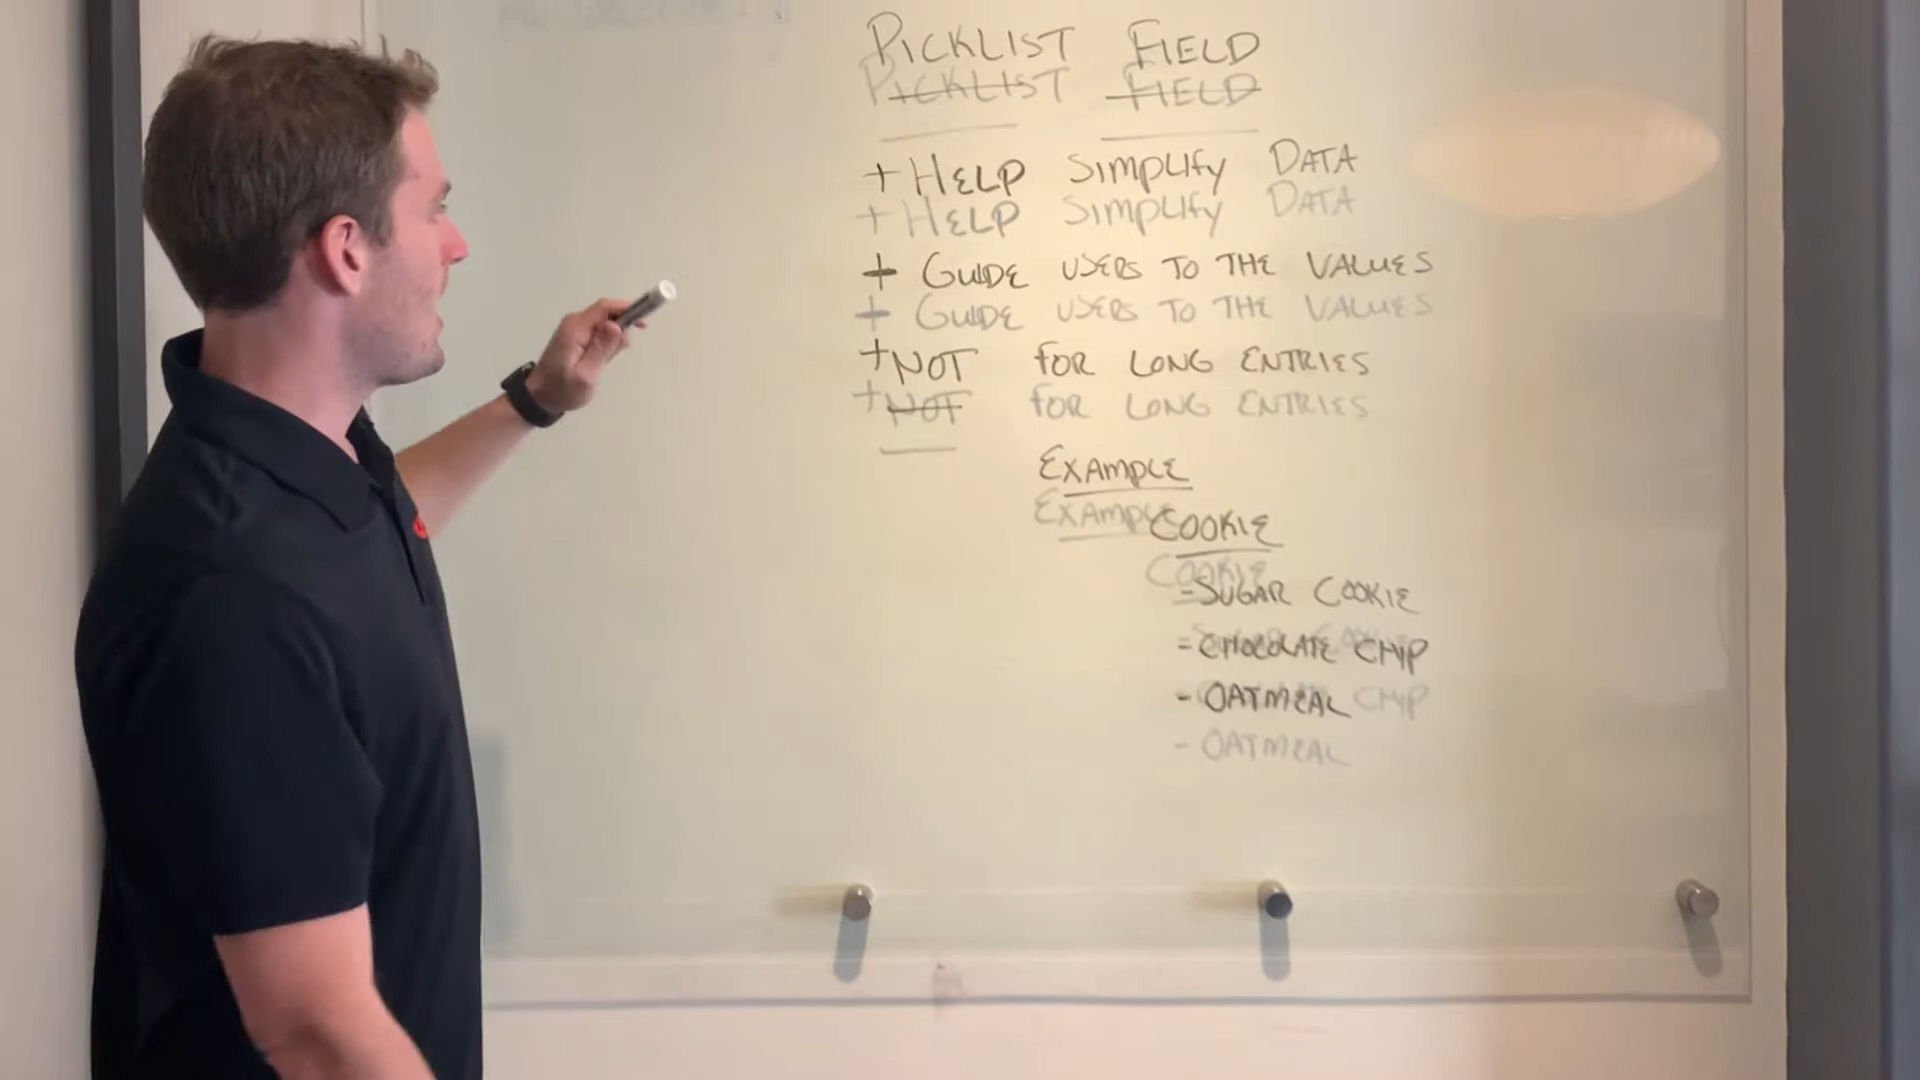 PICKLIST FIELD
+ HELP SIMPLIFY DATA
+ GUIDE USERS TO THE VALUES
+ NOT FOR LONG ENTRIES
EXAMPLE
COOKIE
- SUGAR COOKIE
- CHOCOLATE CHIP
- OATMEAL